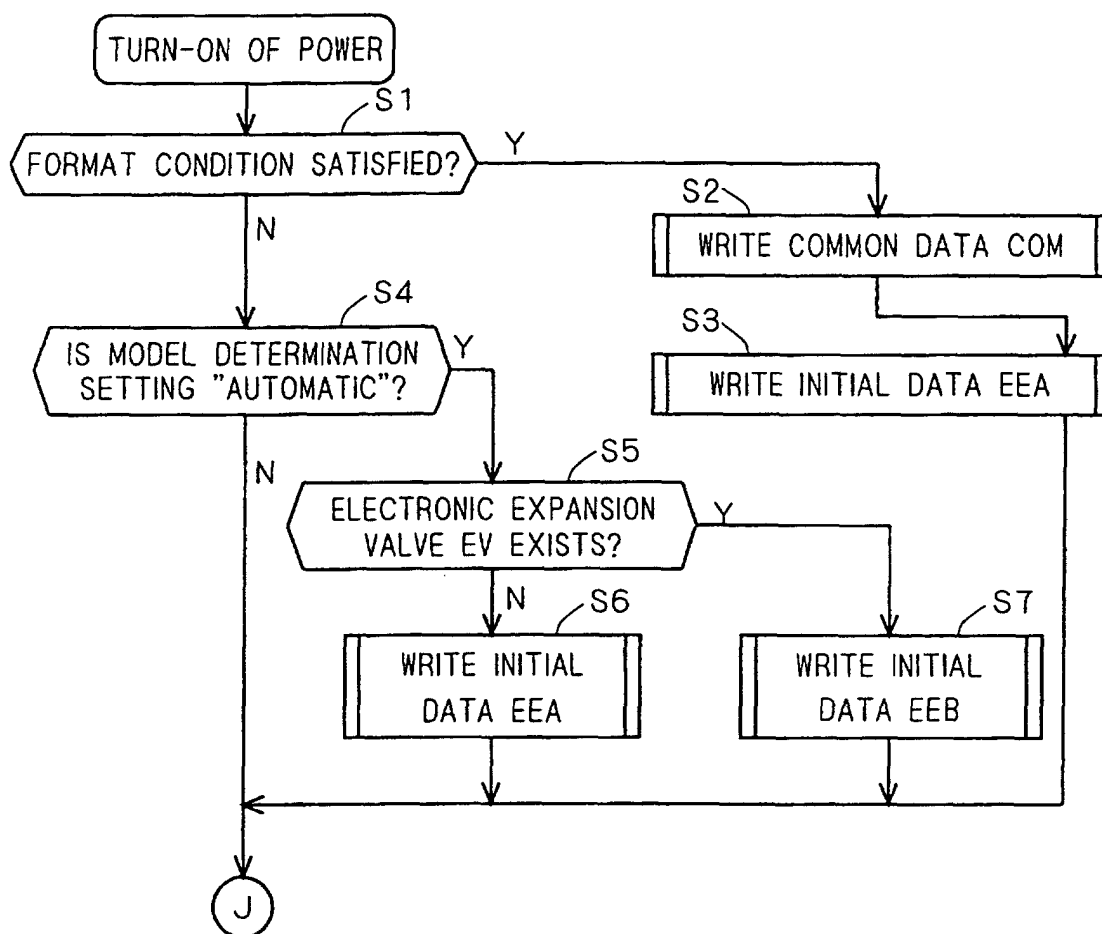 TURN-ON OF POWER
S1
FORMAT CONDITION SATISFIED?
Y
N
S2
WRITE COMMON DATA COM
S4
IS MODEL DETERMINATION
SETTING "AUTOMATIC"?
Y
N
S3
WRITE INITIAL DATA EEA
S5
ELECTRONIC EXPANSION
VALVE EV EXISTS?
Y
N
S6
WRITE INITIAL
DATA EEA
S7
WRITE INITIAL
DATA EEB
J